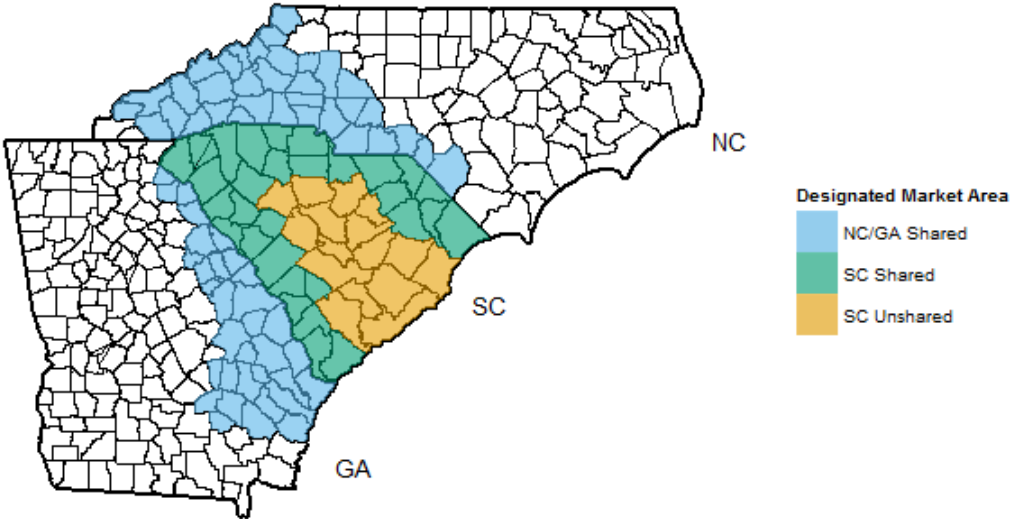 NC
Designated Market Area
NC/GA Shared
SC Shared
SC
SC Unshared
GA